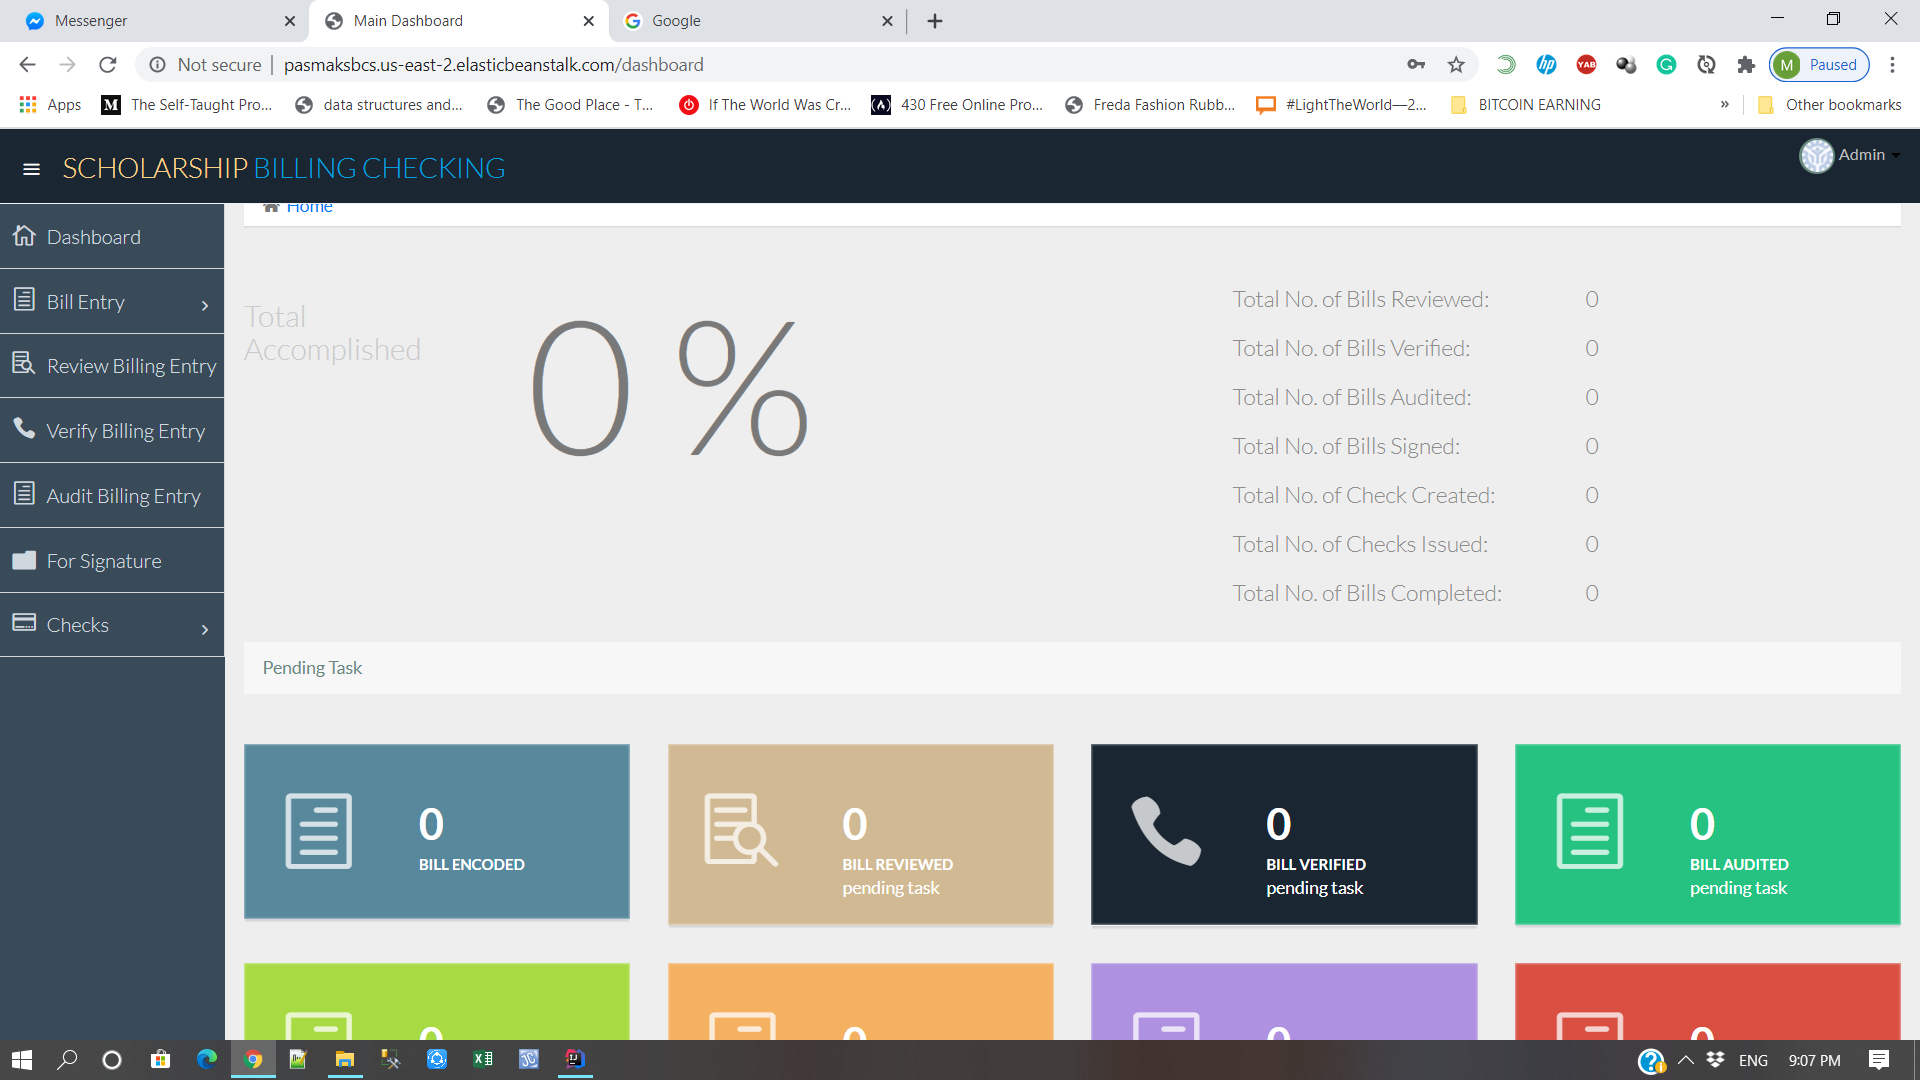 Messenger
Main Dashboard
Google
Not secure
pasmaksbcs.us-east-2.elasticbeanstalk.com/dashboard
YAB
M Paused
Apps
The Self-Taught Pro...
data structures and...
The Good Place - T...
If The World Was Cr...
430 Free Online Pro...
Freda Fashion Rubb...
#LightTheWorld—2...
BITCOIN EARNING
»
Other bookmarks
SCHOLARSHIP BILLING CHECKING
Admin
Home
Dashboard
Bill Entry
Review Billing Entry
Verify Billing Entry
Audit Billing Entry
For Signature
Checks
Total
Accomplished
0 %
Total No. of Bills Reviewed: 0
Total No. of Bills Verified: 0
Total No. of Bills Audited: 0
Total No. of Bills Signed: 0
Total No. of Check Created: 0
Total No. of Checks Issued: 0
Total No. of Bills Completed: 0
Pending Task
0
BILL ENCODED
0
BILL REVIEWED
pending task
0
BILL VERIFIED
pending task
0
BILL AUDITED
pending task
0
0
0
0
ENG
9:07 PM